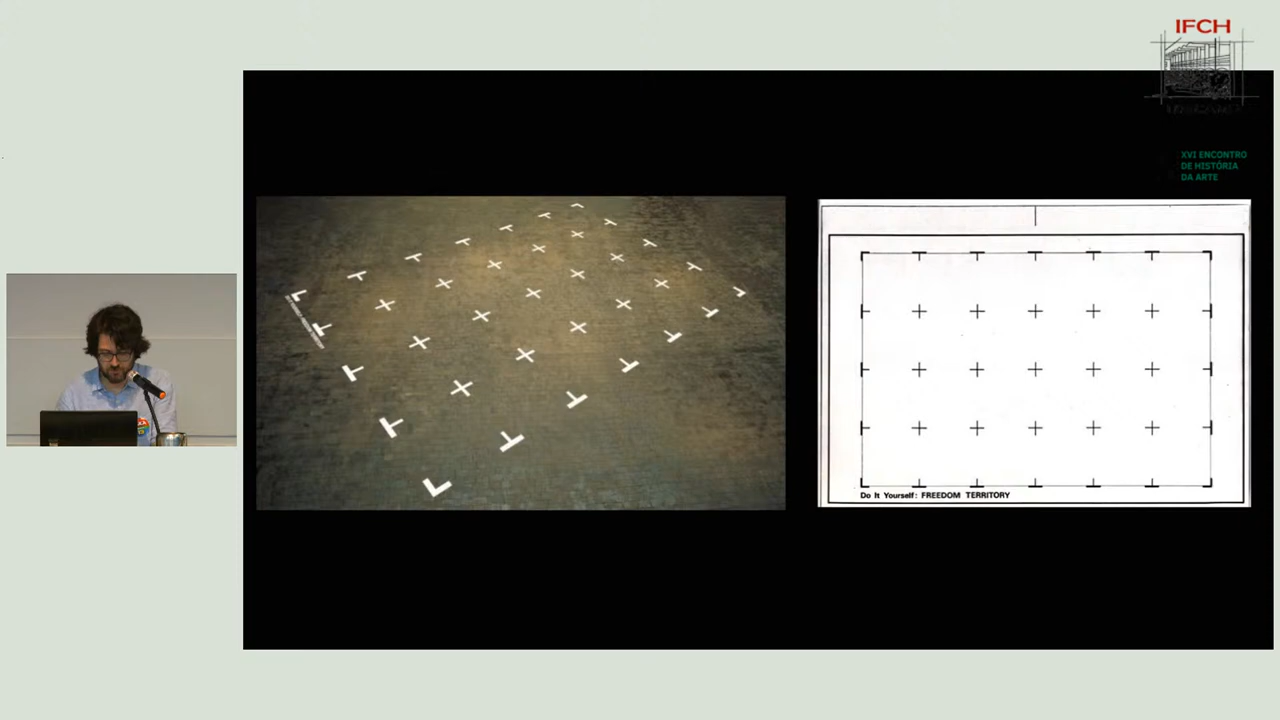 IFCH
XVI ENCONTRO
DE HISTÓRIA
DA ARTE
Do It Yourself: FREEDOM TERRITORY